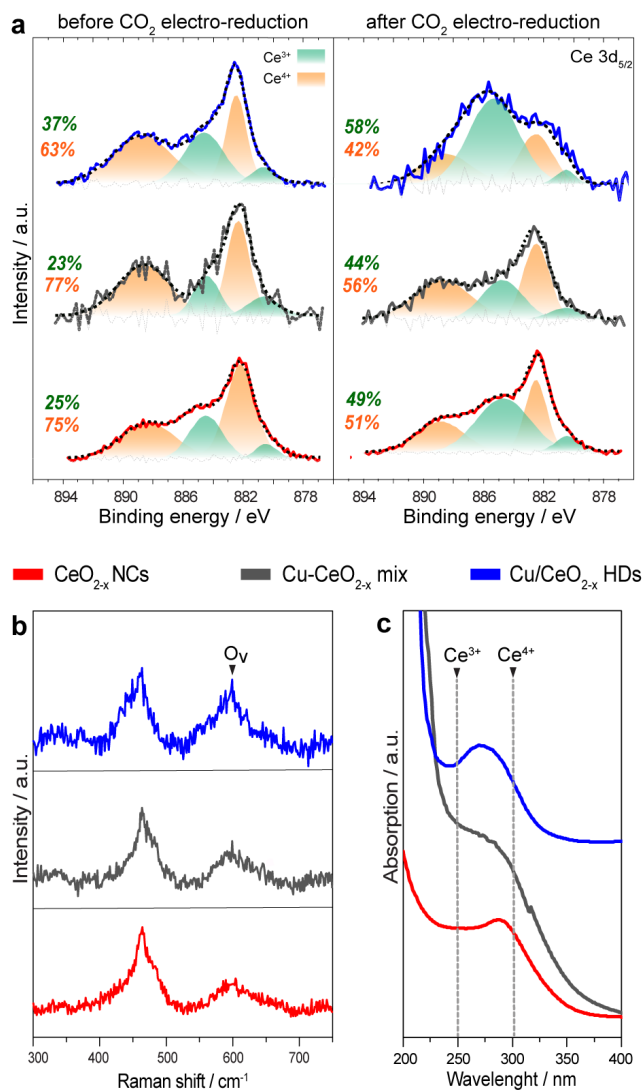 before CO₂ electro-reduction
after CO₂ electro-reduction
a
Ce³⁺
Ce⁴⁺
Ce 3d₅/₂
37%
63%
58%
42%
23%
77%
44%
56%
25%
75%
49%
51%
Intensity / a.u.
894 890 886 882 878
894 890 886 882 878
Binding energy / eV
Binding energy / eV
CeO₂₋ₓ NCs
Cu-CeO₂₋ₓ mix
Cu/CeO₂₋ₓ HDs
b
Oᵥ
Intensity / a.u.
300 400 500 600 700
Raman shift / cm⁻¹
c
Ce³⁺
Ce⁴⁺
Absorption / a.u.
200 250 300 350 400
Wavelenght/ nm